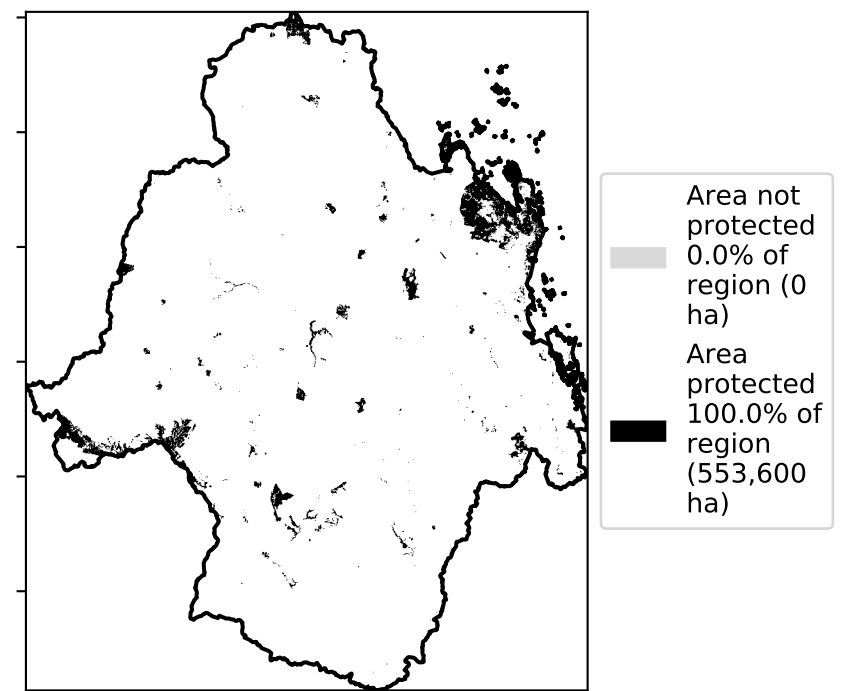 Area not
protected
0.0% of
region (0
ha)
Area
protected
100.0% of
region
(553,600
ha)